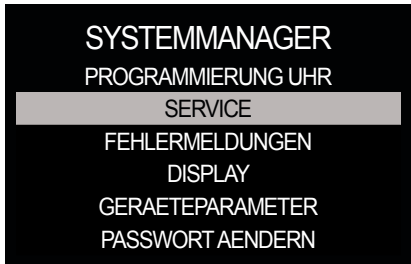 SYSTEMMANAGER
PROGRAMMIERUNG UHR
SERVICE
FEHLERMELDUNGEN
DISPLAY
GERAETEPARAMETER
PASSWORT AENDERN